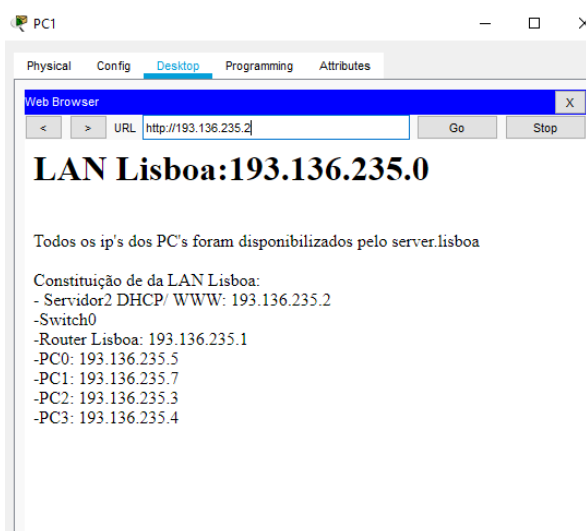 PC1
Physical Config Desktop Programming Attributes
Web Browser X
< > URL http://193.136.235.2 Go Stop
LAN Lisboa:193.136.235.0
Todos os ip's dos PC's foram disponibilizados pelo server.lisboa
Constituição de da LAN Lisboa:
- Servidor2 DHCP/ WWW: 193.136.235.2
-Switch0
-Router Lisboa: 193.136.235.1
-PC0: 193.136.235.5
-PC1: 193.136.235.7
-PC2: 193.136.235.3
-PC3: 193.136.235.4